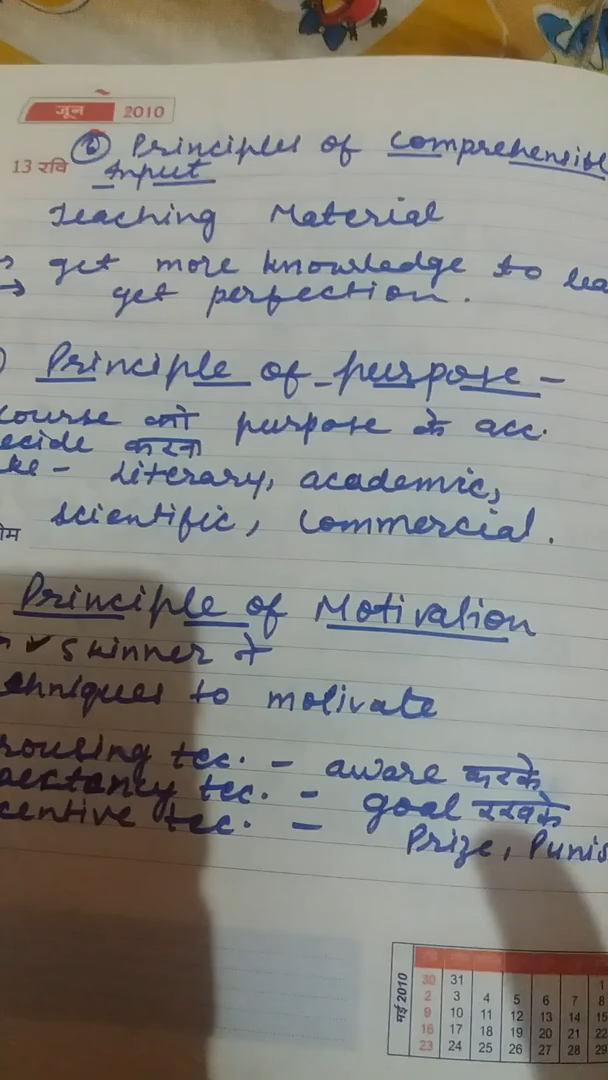 जून 2010
13 रवि
⑥ Principles of Comprehensible
Input
Teaching Material
→ get more knowledge to
→ get perfection.
Principle of purpose -
course को purpose के acc.
ecide करना
ke - literary, academic,
scientific, commercial.
ोम
Principle of Motivation
✓ Skinner ने
echniques to motivate
rousing tec. - aware करके
pectancy tec. - goal रखके
centive tec. - Prize, Punis
मई 2010
30 31 1
2 3 4 5 6 7 8
9 10 11 12 13 14 15
16 17 18 19 20 21 22
23 24 25 26 27 28 29